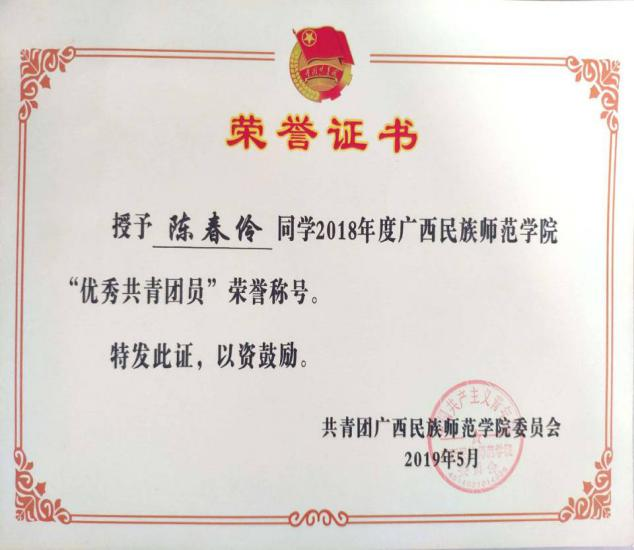 荣誉证书
授予 陈春伶 同学2018年度广西民族师范学院
“优秀共青团员”荣誉称号。
特发此证，以资鼓励。
共青团广西民族师范学院委员会
2019年5月